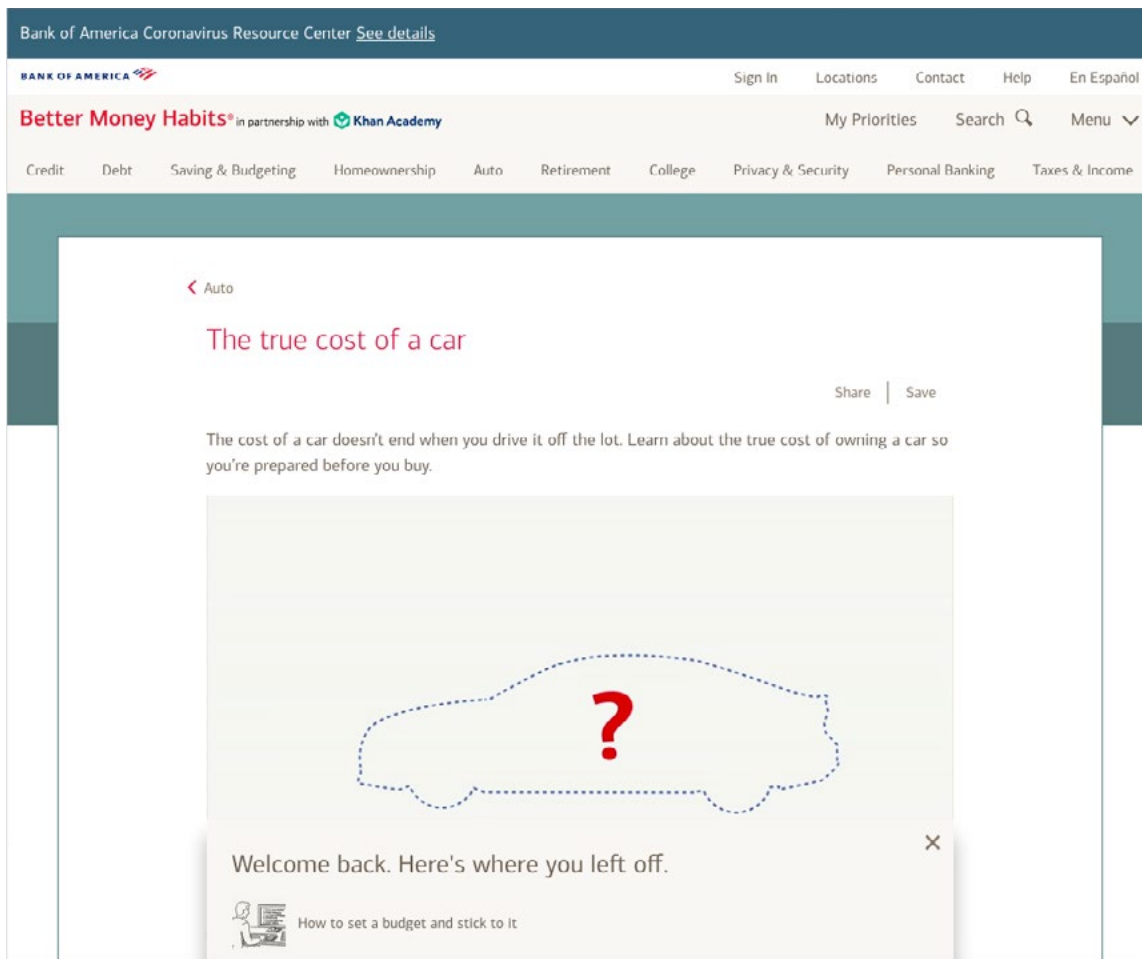 Bank of America Coronavirus Resource Center See details
BANK OF AMERICA Sign In Locations Contact Help En Español
Better Money Habits® in partnership with Khan Academy My Priorities Search Menu
Credit Debt Saving & Budgeting Homeownership Auto Retirement College Privacy & Security Personal Banking Taxes & Income
Auto
The true cost of a car
Share | Save
The cost of a car doesn't end when you drive it off the lot. Learn about the true cost of owning a car so
you're prepared before you buy.
?
Welcome back. Here's where you left off.
How to set a budget and stick to it